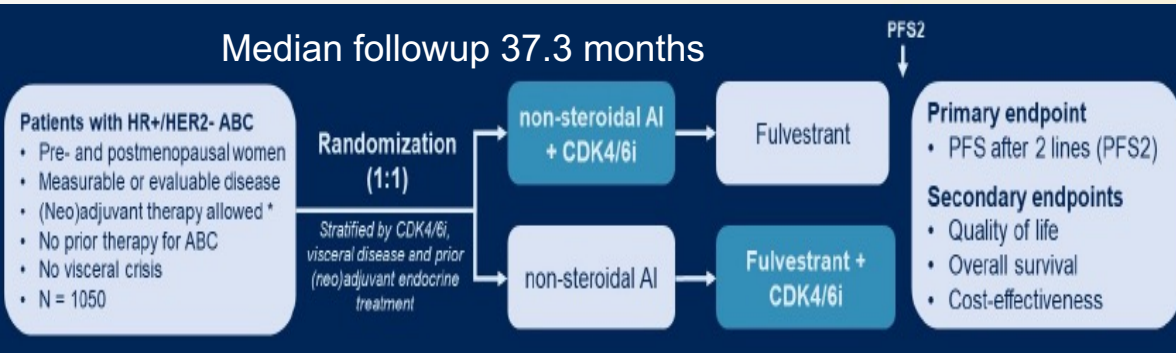 Median followup 37.3 months
PFS2
Patients with HR+/HER2- ABC
• Pre- and postmenopausal women
• Measurable or evaluable disease
• (Neo)adjuvant therapy allowed *
• No prior therapy for ABC
• No visceral crisis
• N = 1050
Randomization
(1:1)
Stratified by CDK4/6i,
visceral disease and prior
(neo)adjuvant endocrine
treatment
non-steroidal AI
+ CDK4/6i
Fulvestrant
non-steroidal AI
Fulvestrant +
CDK4/6i
Primary endpoint
• PFS after 2 lines (PFS2)
Secondary endpoints
• Quality of life
• Overall survival
• Cost-effectiveness